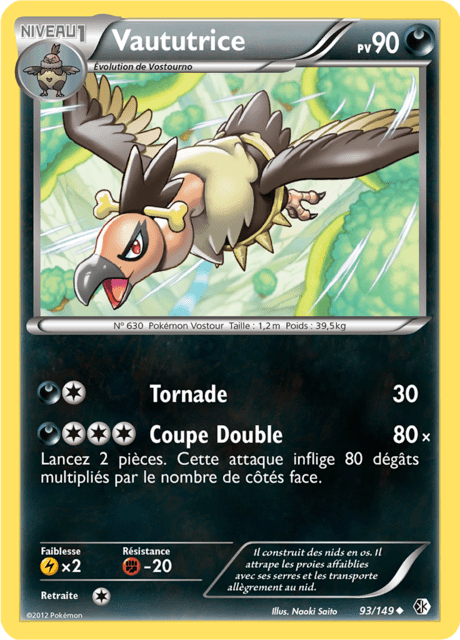 NIVEAU 1
Vaututrice
PV 90
Évolution de Vostourno
N° 630 Pokémon Vostour Taille : 1,2 m Poids : 39,5kg
Tornade 30
Coupe Double 80×
Lancez 2 pièces. Cette attaque inflige 80 dégâts
multipliés par le nombre de côtés face.
Faiblesse
×2
Résistance
-20
Retraite
Il construit des nids en os. Il
attrape les proies affaiblies
avec ses serres et les transporte
allègrement au nid.
©2012 Pokémon
Illus. Naoki Saito
93/149